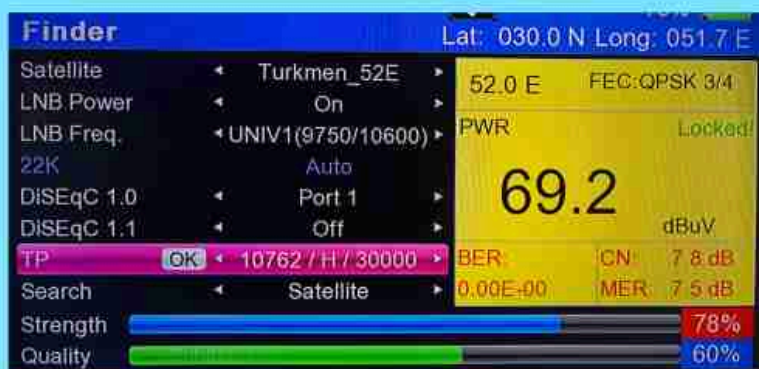 Finder
Lat: 030.0 N Long: 051.7 E
Satellite Turkmen_52E
LNB Power On
LNB Freq. UNIV1(9750/10600)
22K Auto
DiSEqC 1.0 Port 1
DiSEqC 1.1 Off
TP OK 10762 / H / 30000
Search Satellite
52.0 E FEC:QPSK 3/4
PWR Locked!
69.2
dBuV
BER: CN: 7.8 dB
0.00E-00 MER: 7.5 dB
Strength 78%
Quality 60%